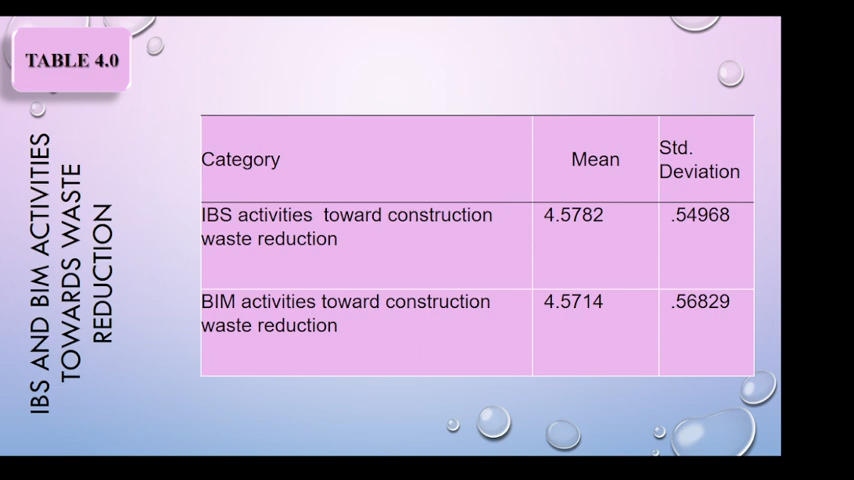 TABLE 4.0
IBS AND BIM ACTIVITIES
TOWARDS WASTE
REDUCTION
Category Mean Std. Deviation
IBS activities toward construction
waste reduction 4.5782 .54968
BIM activities toward construction
waste reduction 4.5714 .56829